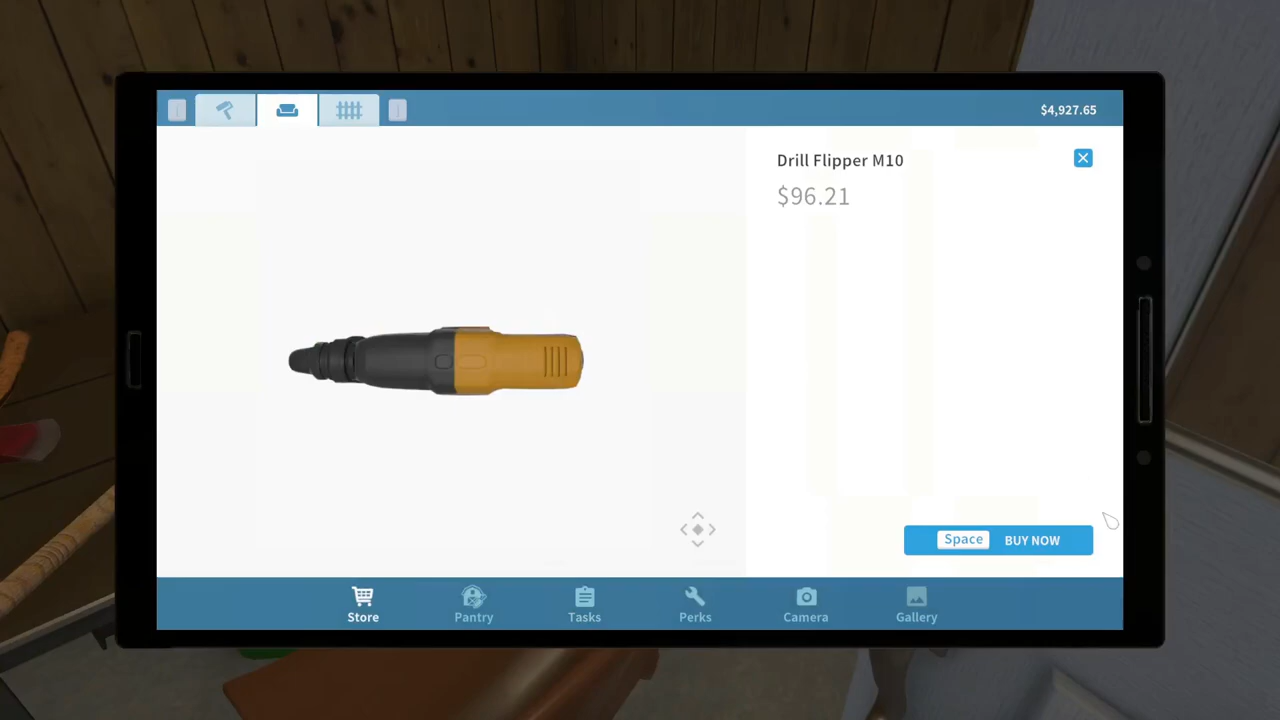 $4,927.65
Drill Flipper M10
$96.21
Space BUY NOW
Store Pantry Tasks Perks Camera Gallery